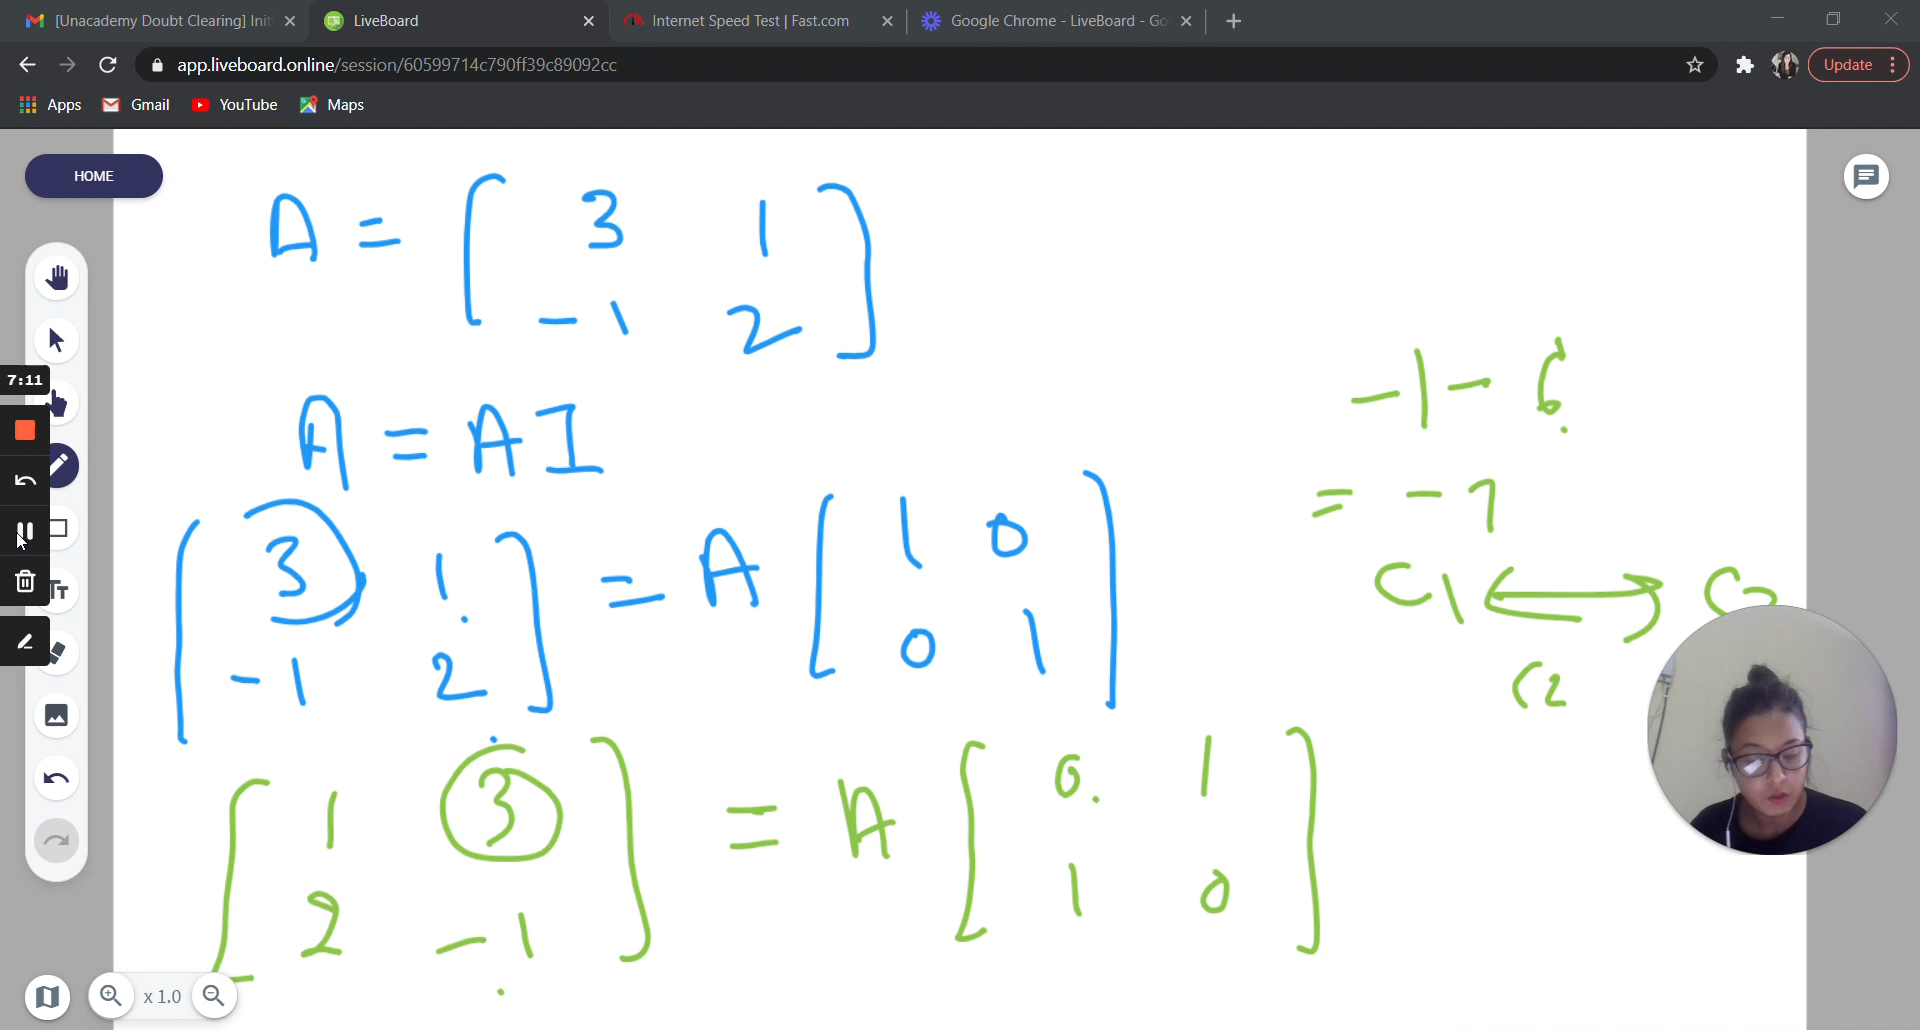 [Unacademy Doubt Clearing] Init
LiveBoard
Internet Speed Test | Fast.com
Google Chrome - LiveBoard - Go
app.liveboard.online/session/60599714c790ff39c89092cc
Update
Apps
Gmail
YouTube
Maps
HOME
7:11
Tт
A = [ 3 1
-1 2 ]
A = A I
[ 3 1
-1 2 ] = A [ 1 0
0 1 ]
-1 - 6
= -7
C1 ⟷
C2
[ 1 3
2 -1 ] = A [ 0 1
1 0 ]
x 1.0